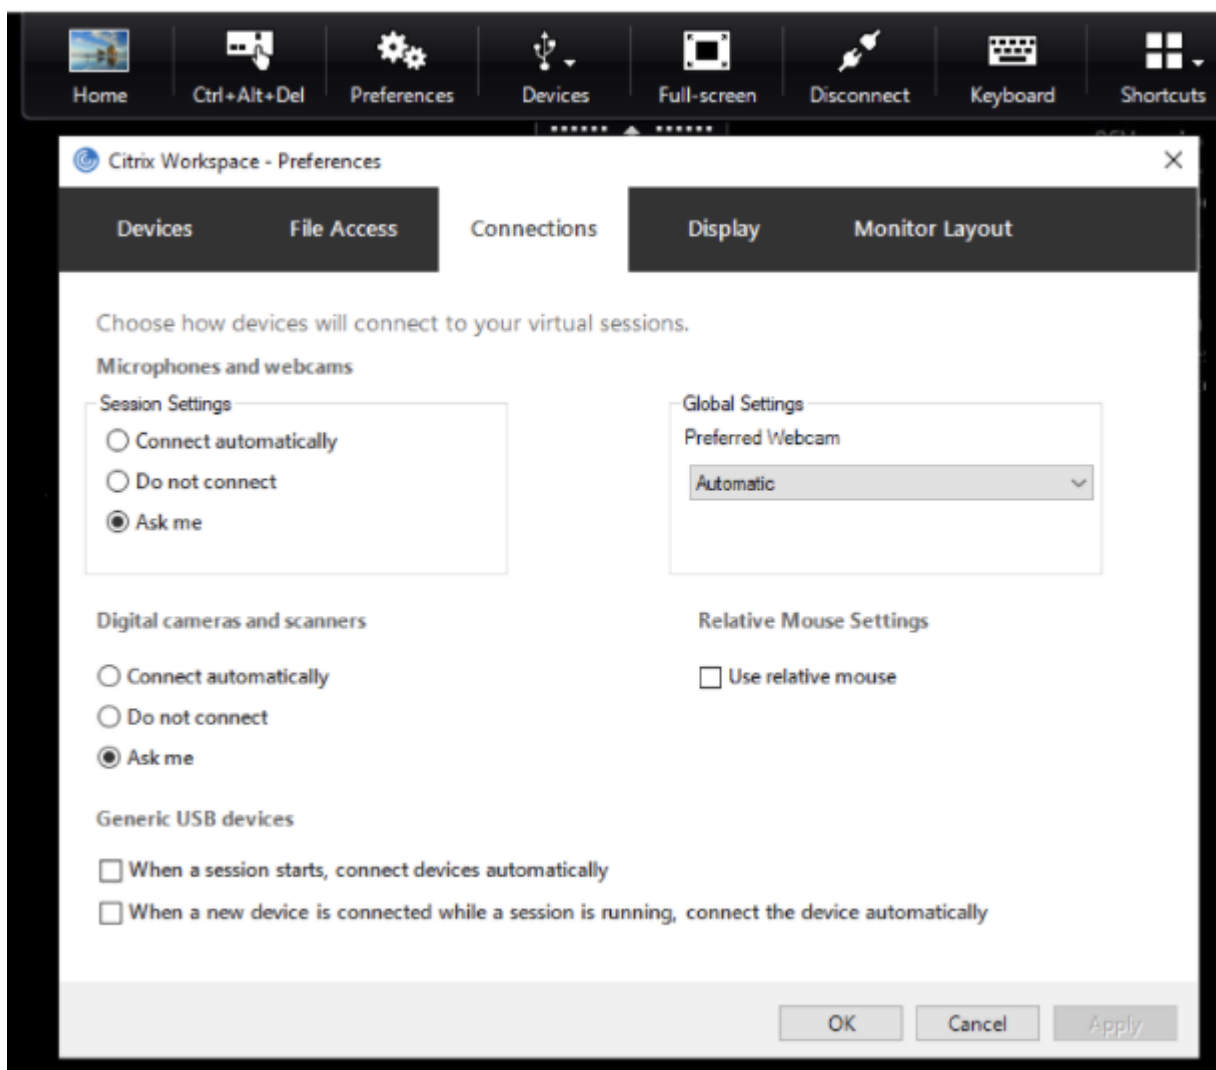 Home Ctrl+Alt+Del Preferences Devices Full-screen Disconnect Keyboard Shortcuts
Citrix Workspace - Preferences
Devices File Access Connections Display Monitor Layout
Choose how devices will connect to your virtual sessions.
Microphones and webcams
Session Settings
Connect automatically
Do not connect
Ask me
Global Settings
Preferred Webcam
Automatic
Digital cameras and scanners
Connect automatically
Do not connect
Ask me
Relative Mouse Settings
Use relative mouse
Generic USB devices
When a session starts, connect devices automatically
When a new device is connected while a session is running, connect the device automatically
OK Cancel Apply